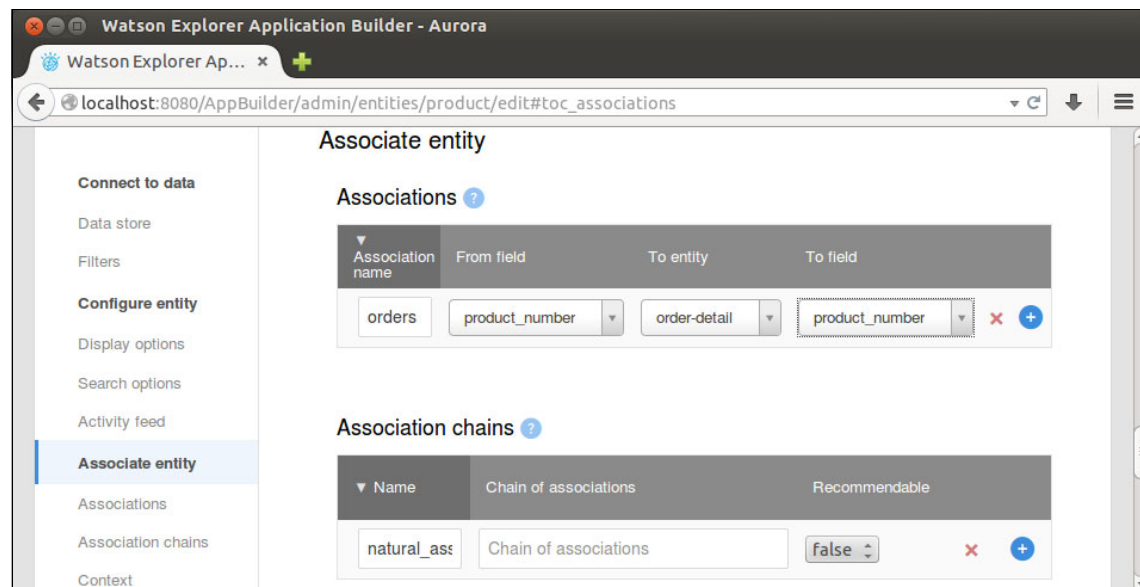 Watson Explorer Application Builder - Aurora
Watson Explorer Ap...
localhost:8080/AppBuilder/admin/entities/product/edit#toc_associations
Associate entity
Connect to data
Data store
Filters
Configure entity
Display options
Search options
Activity feed
Associate entity
Associations
Association chains
Context
Associations ?
▼ Association name From field To entity To field
orders product_number order-detail product_number
Association chains ?
▼ Name Chain of associations Recommendable
natural_ass Chain of associations false